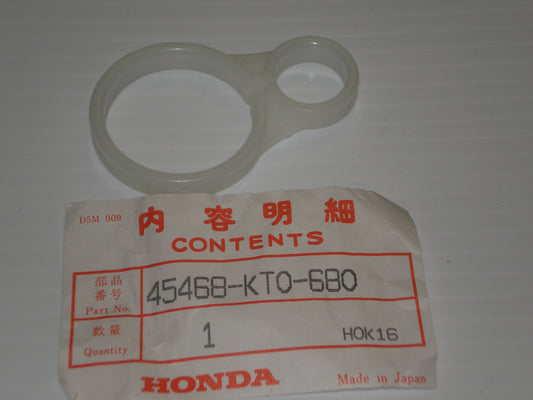 D5M 009
内容明細
CONTENTS
部品
番号
Part No.
45468-KT0-680
数量
Quantity
1
HOK16
HONDA
Made in Japan